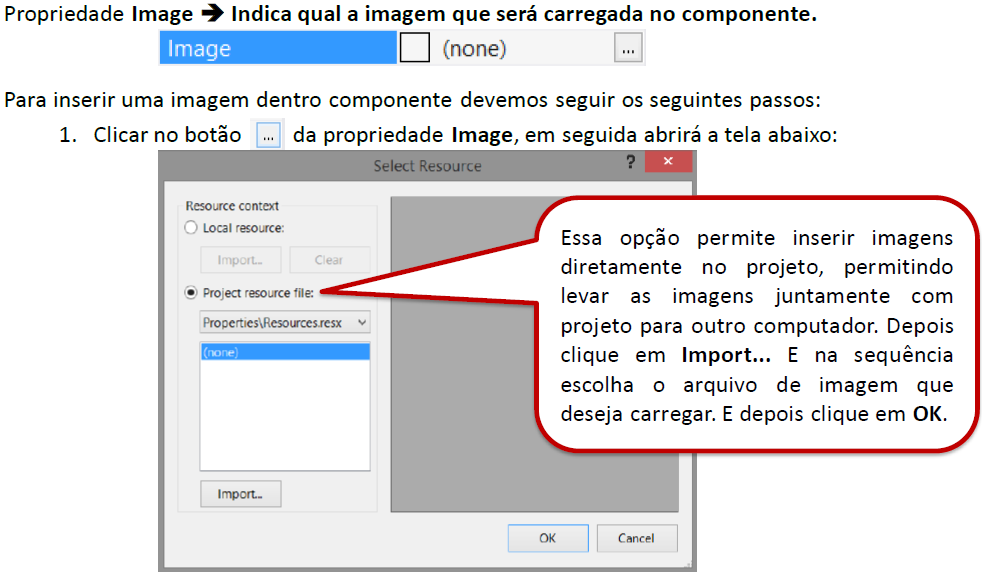 Propriedade Image ➔ Indica qual a imagem que será carregada no componente.
Image (none) ...
Para inserir uma imagem dentro componente devemos seguir os seguintes passos:
1. Clicar no botão ... da propriedade Image, em seguida abrirá a tela abaixo:
Select Resource ? ×
Resource context
Local resource:
Import... Clear
Project resource file:
Properties\Resources.resx
(none)
Import...
OK Cancel
Essa opção permite inserir imagens
diretamente no projeto, permitindo
levar as imagens juntamente com
projeto para outro computador. Depois
clique em Import... E na sequência
escolha o arquivo de imagem que
deseja carregar. E depois clique em OK.